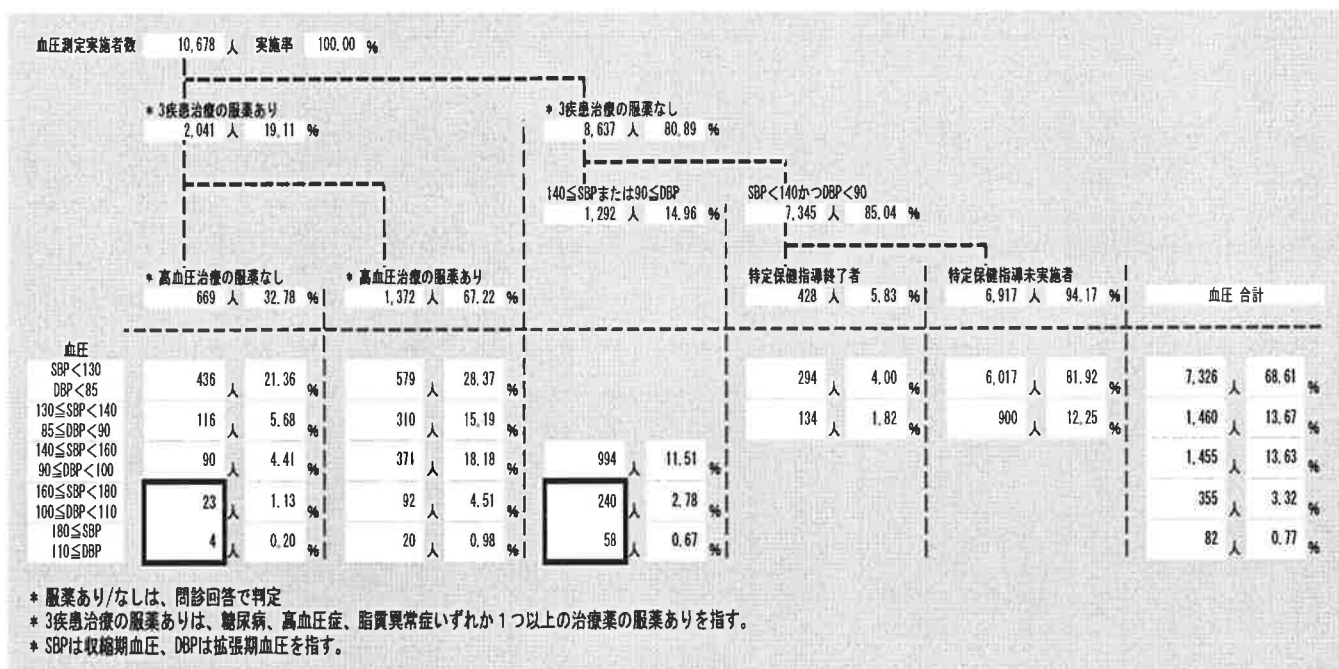 血圧測定実施者数 10,678 人 実施率 100.00 %
* 3疾患治療の服薬あり * 3疾患治療の服薬なし
2,041 人 19.11 % 8,637 人 80.89 %
140≦SBPまたは90≦DBP SBP<140かつDBP<90
1,292 人 14.96 % 7,345 人 85.04 %
* 高血圧治療の服薬なし * 高血圧治療の服薬あり 特定保健指導終了者 特定保健指導未実施者
669 人 32.78 % 1,372 人 67.22 % 428 人 5.83 % 6,917 人 94.17 % 血圧 合計
血圧
SBP<130
DBP<85
436 人 21.36 % 579 人 28.37 % 294 人 4.00 % 6,017 人 81.92 % 7,326 人 68.61 %
130≦SBP<140
85≦DBP<90
116 人 5.68 % 310 人 15.19 % 134 人 1.82 % 900 人 12.25 % 1,460 人 13.67 %
140≦SBP<160
90≦DBP<100
90 人 4.41 % 371 人 18.18 % 994 人 11.51 % 1,455 人 13.63 %
160≦SBP<180
100≦DBP<110
23 人 1.13 % 92 人 4.51 % 240 人 2.78 % 355 人 3.32 %
180≦SBP
110≦DBP
4 人 0.20 % 20 人 0.98 % 58 人 0.67 % 82 人 0.77 %
* 服薬あり/なしは、問診回答で判定
* 3疾患治療の服薬ありは、糖尿病、高血圧症、脂質異常症いずれか1つ以上の治療薬の服薬ありを指す。
* SBPは収縮期血圧、DBPは拡張期血圧を指す。